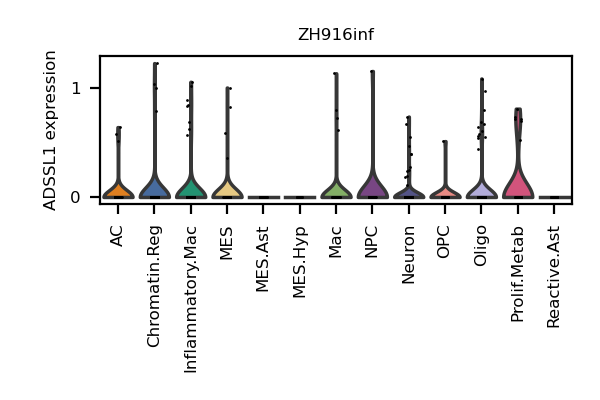 ZH916inf
ADSSL1 expression
1
0
AC
Chromatin.Reg
Inflammatory.Mac
MES
MES.Ast
MES.Hyp
Mac
NPC
Neuron
OPC
Oligo
Prolif.Metab
Reactive.Ast